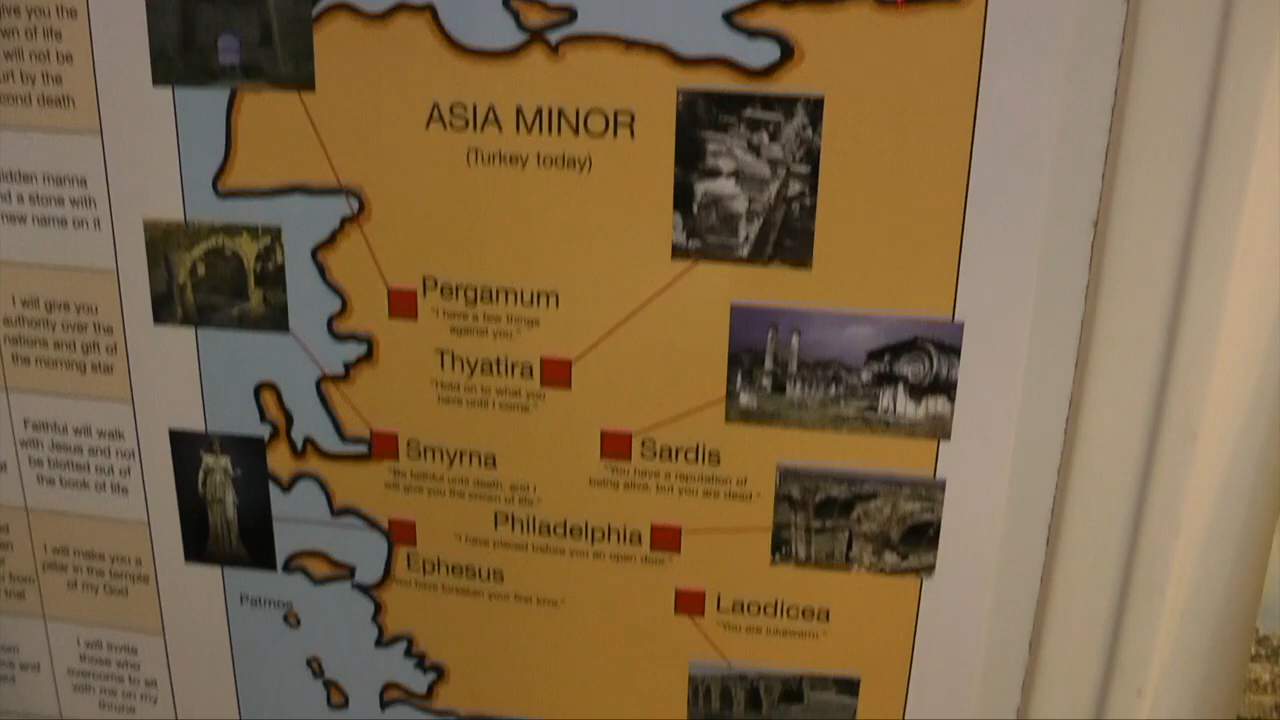 give you the
wn of life
will not be
urt by the
cond death
idden manna
nd a stone with
new name on it
I will give you
authority over the
nations and gift of
the morning star
Faithful will walk
with Jesus and not
be blotted out of
the book of life
I will make you a
pillar in the temple
of my God
from
trial
I will invite
those who
overcome to sit
with me on my
throne
and
ASIA MINOR
(Turkey today)
Pergamum
"I have a few things
against you."
Thyatira
"Hold on to what you
have until I come."
Smyrna
"Be faithful until death, and I
will give you the crown of life."
Sardis
"You have a reputation of
being alive, but you are dead."
Philadelphia
"I have placed before you an open door."
Ephesus
"You have forsaken your first love."
Patmos
Laodicea
"You are lukewarm."